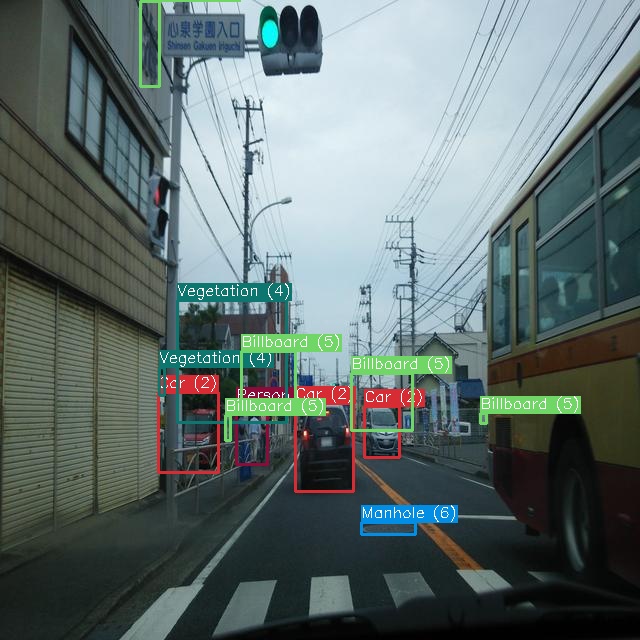 心泉学園入口
Shinsen Gakuen Iriguchi
Vegetation (4)
Billboard (5)
Vegetation (4)
Billboard (5)
Car (2)
Person
Car (2)
Car (2)
Billboard (5)
Billboard (5)
Manhole (6)